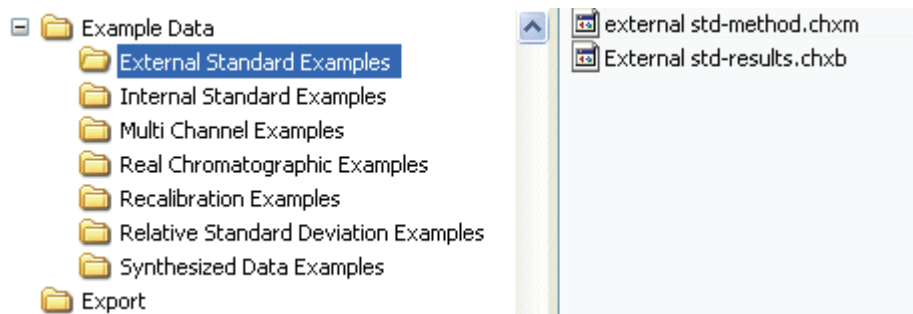 Example Data
External Standard Examples
Internal Standard Examples
Multi Channel Examples
Real Chromatographic Examples
Recalibration Examples
Relative Standard Deviation Examples
Synthesized Data Examples
Export
external std-method.chxm
External std-results.chxb